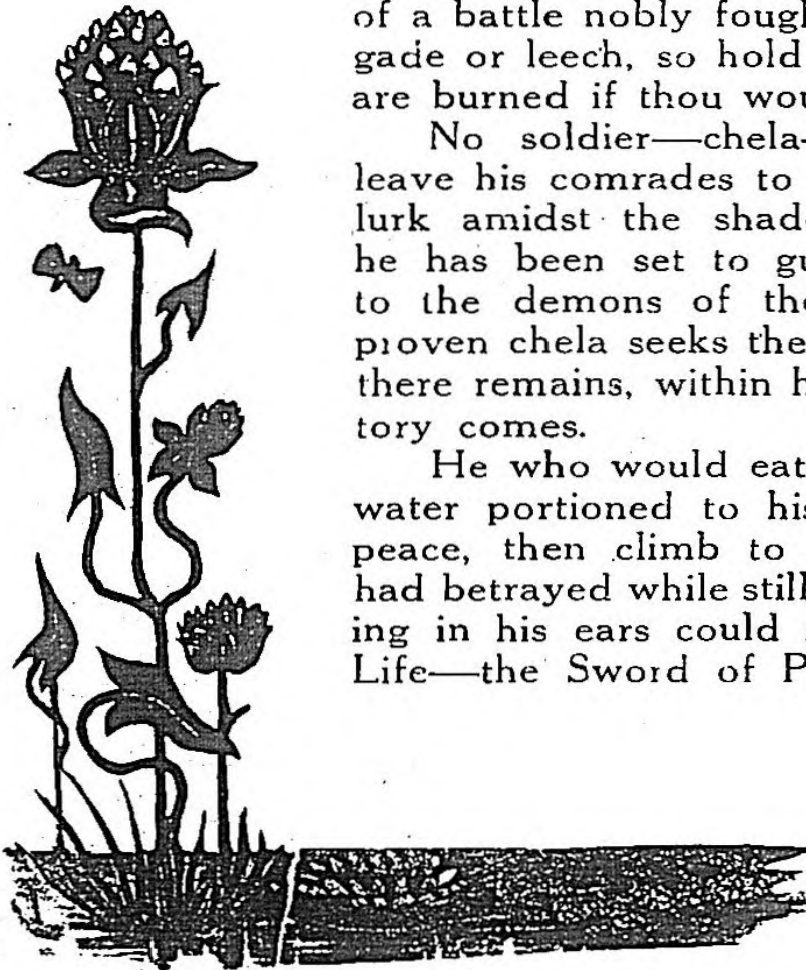 of a battle nobly fough
gade or leech, so hold
are burned if thou wou
No soldier—chela-
leave his comrades to
lurk amidst the shad
he has been set to gu
to the demons of the
proven chela seeks the
there remains, within h
tory comes.
He who would eat
water portioned to his
peace, then climb to
had betrayed while still
ing in his ears could
Life—the Sword of P